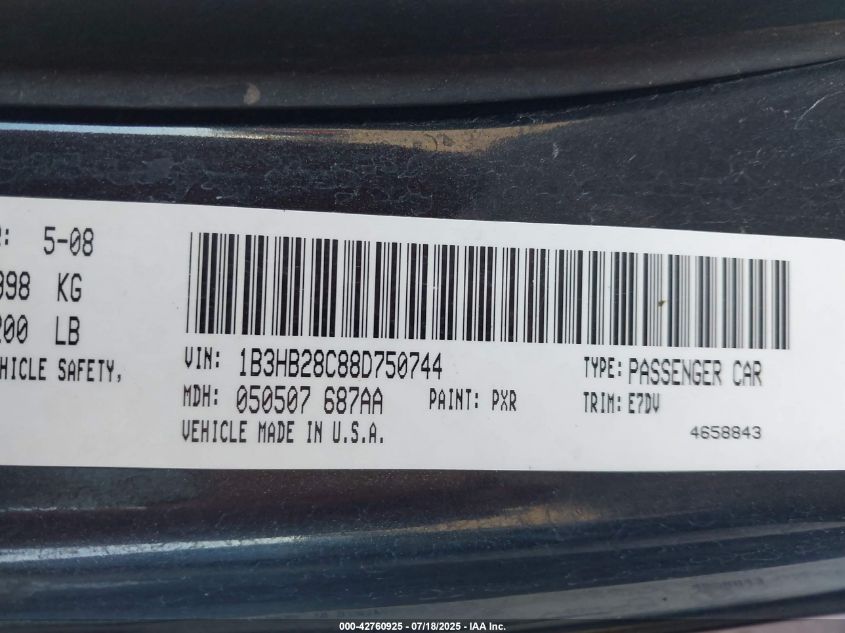 R: 5-08
998 KG
200 LB
HICLE SAFETY,
VIN: 1B3HB28C88D750744
TYPE: PASSENGER CAR
MDH: 050507 687AA
PAINT: PXR
TRIM: E7DV
VEHICLE MADE IN U.S.A.
4658843
000-42760925 - 07/18/2025 - IAA Inc.